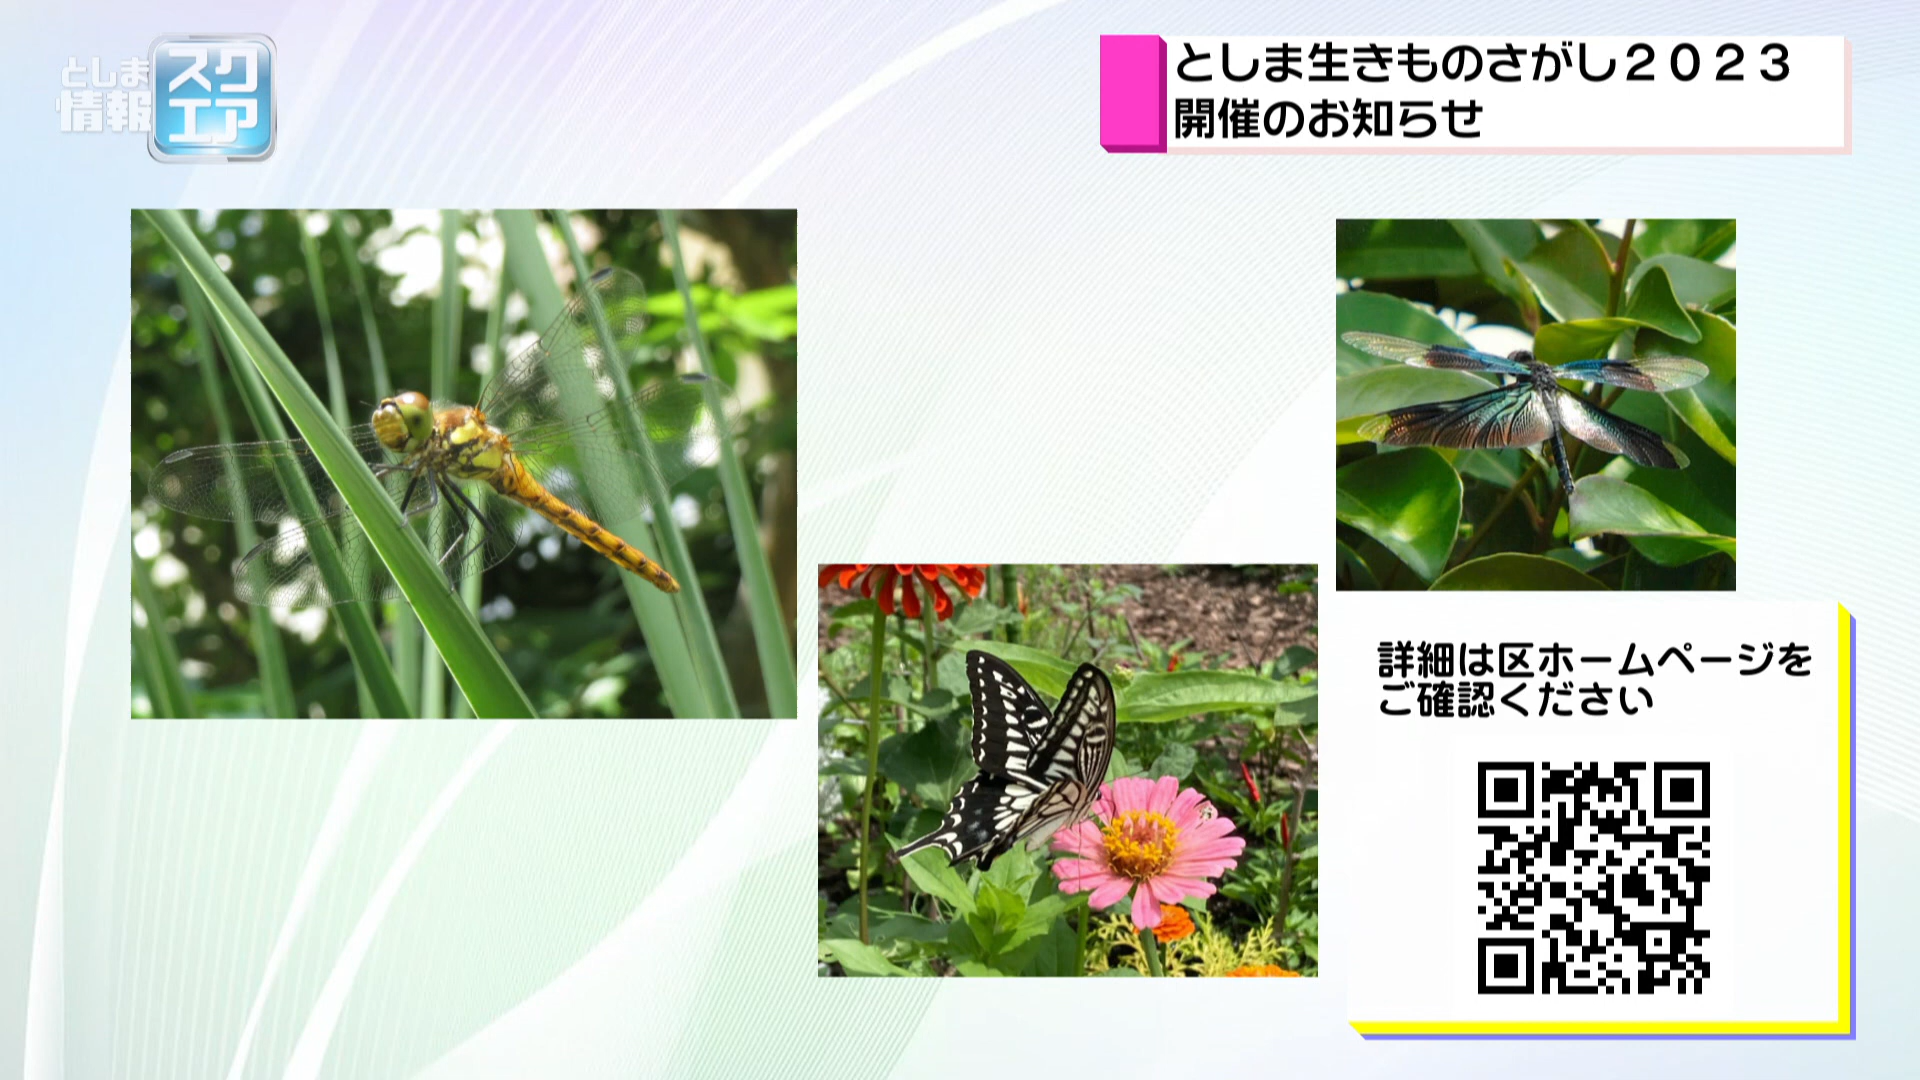 としま
情報
スク
エア
としま生きものさがし２０２３
開催のお知らせ
詳細は区ホームページを
ご確認ください